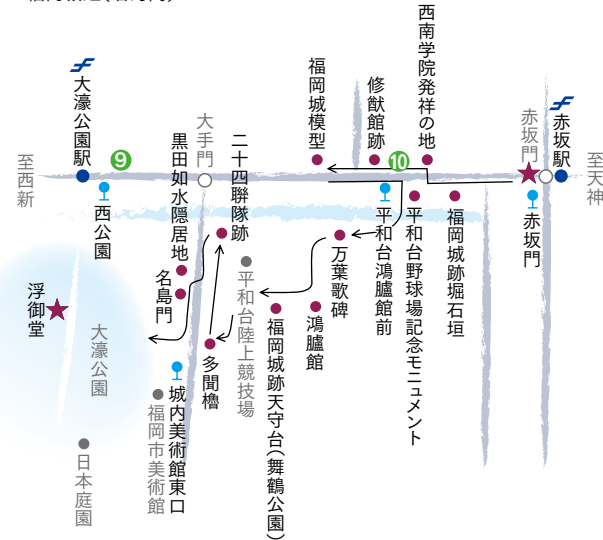 西南学院発祥の地
修猷館跡
福岡城模型
赤坂駅
赤坂門
大手門
二十四聯隊跡
黒田如水隠居地
大濠公園駅
9
10
至西新
至天神
西公園
名島門
浮御堂
大濠公園
日本庭園
福岡市美術館
城内美術館東口
多聞櫓
平和台陸上競技場
福岡城跡天守台(舞鶴公園)
鴻臚館
万葉歌碑
平和台鴻臚館前
平和台野球場記念モニュメント
福岡城跡堀石垣
赤坂門